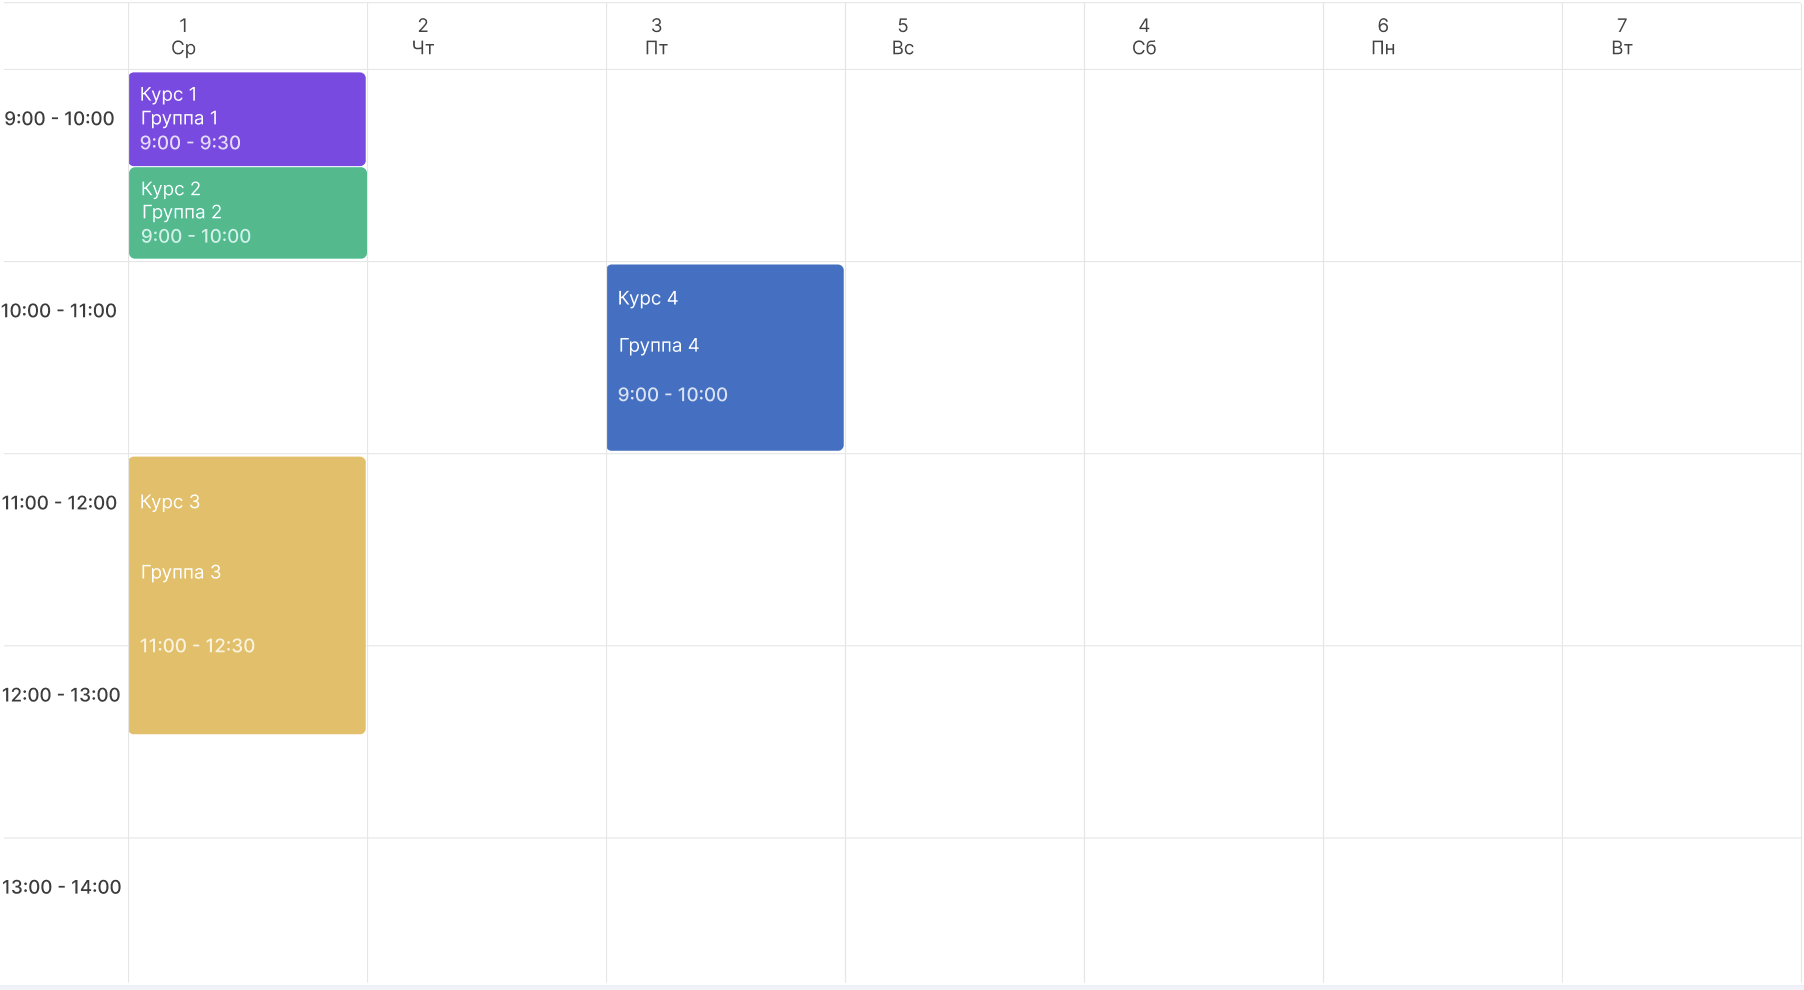 1
Ср
2
Чт
3
Пт
5
Вс
4
Сб
6
Пн
7
Вт
9:00 - 10:00
Курс 1
Группа 1
9:00 - 9:30
Курс 2
Группа 2
9:00 - 10:00
10:00 - 11:00
Курс 4
Группа 4
9:00 - 10:00
11:00 - 12:00
Курс 3
Группа 3
11:00 - 12:30
12:00 - 13:00
13:00 - 14:00